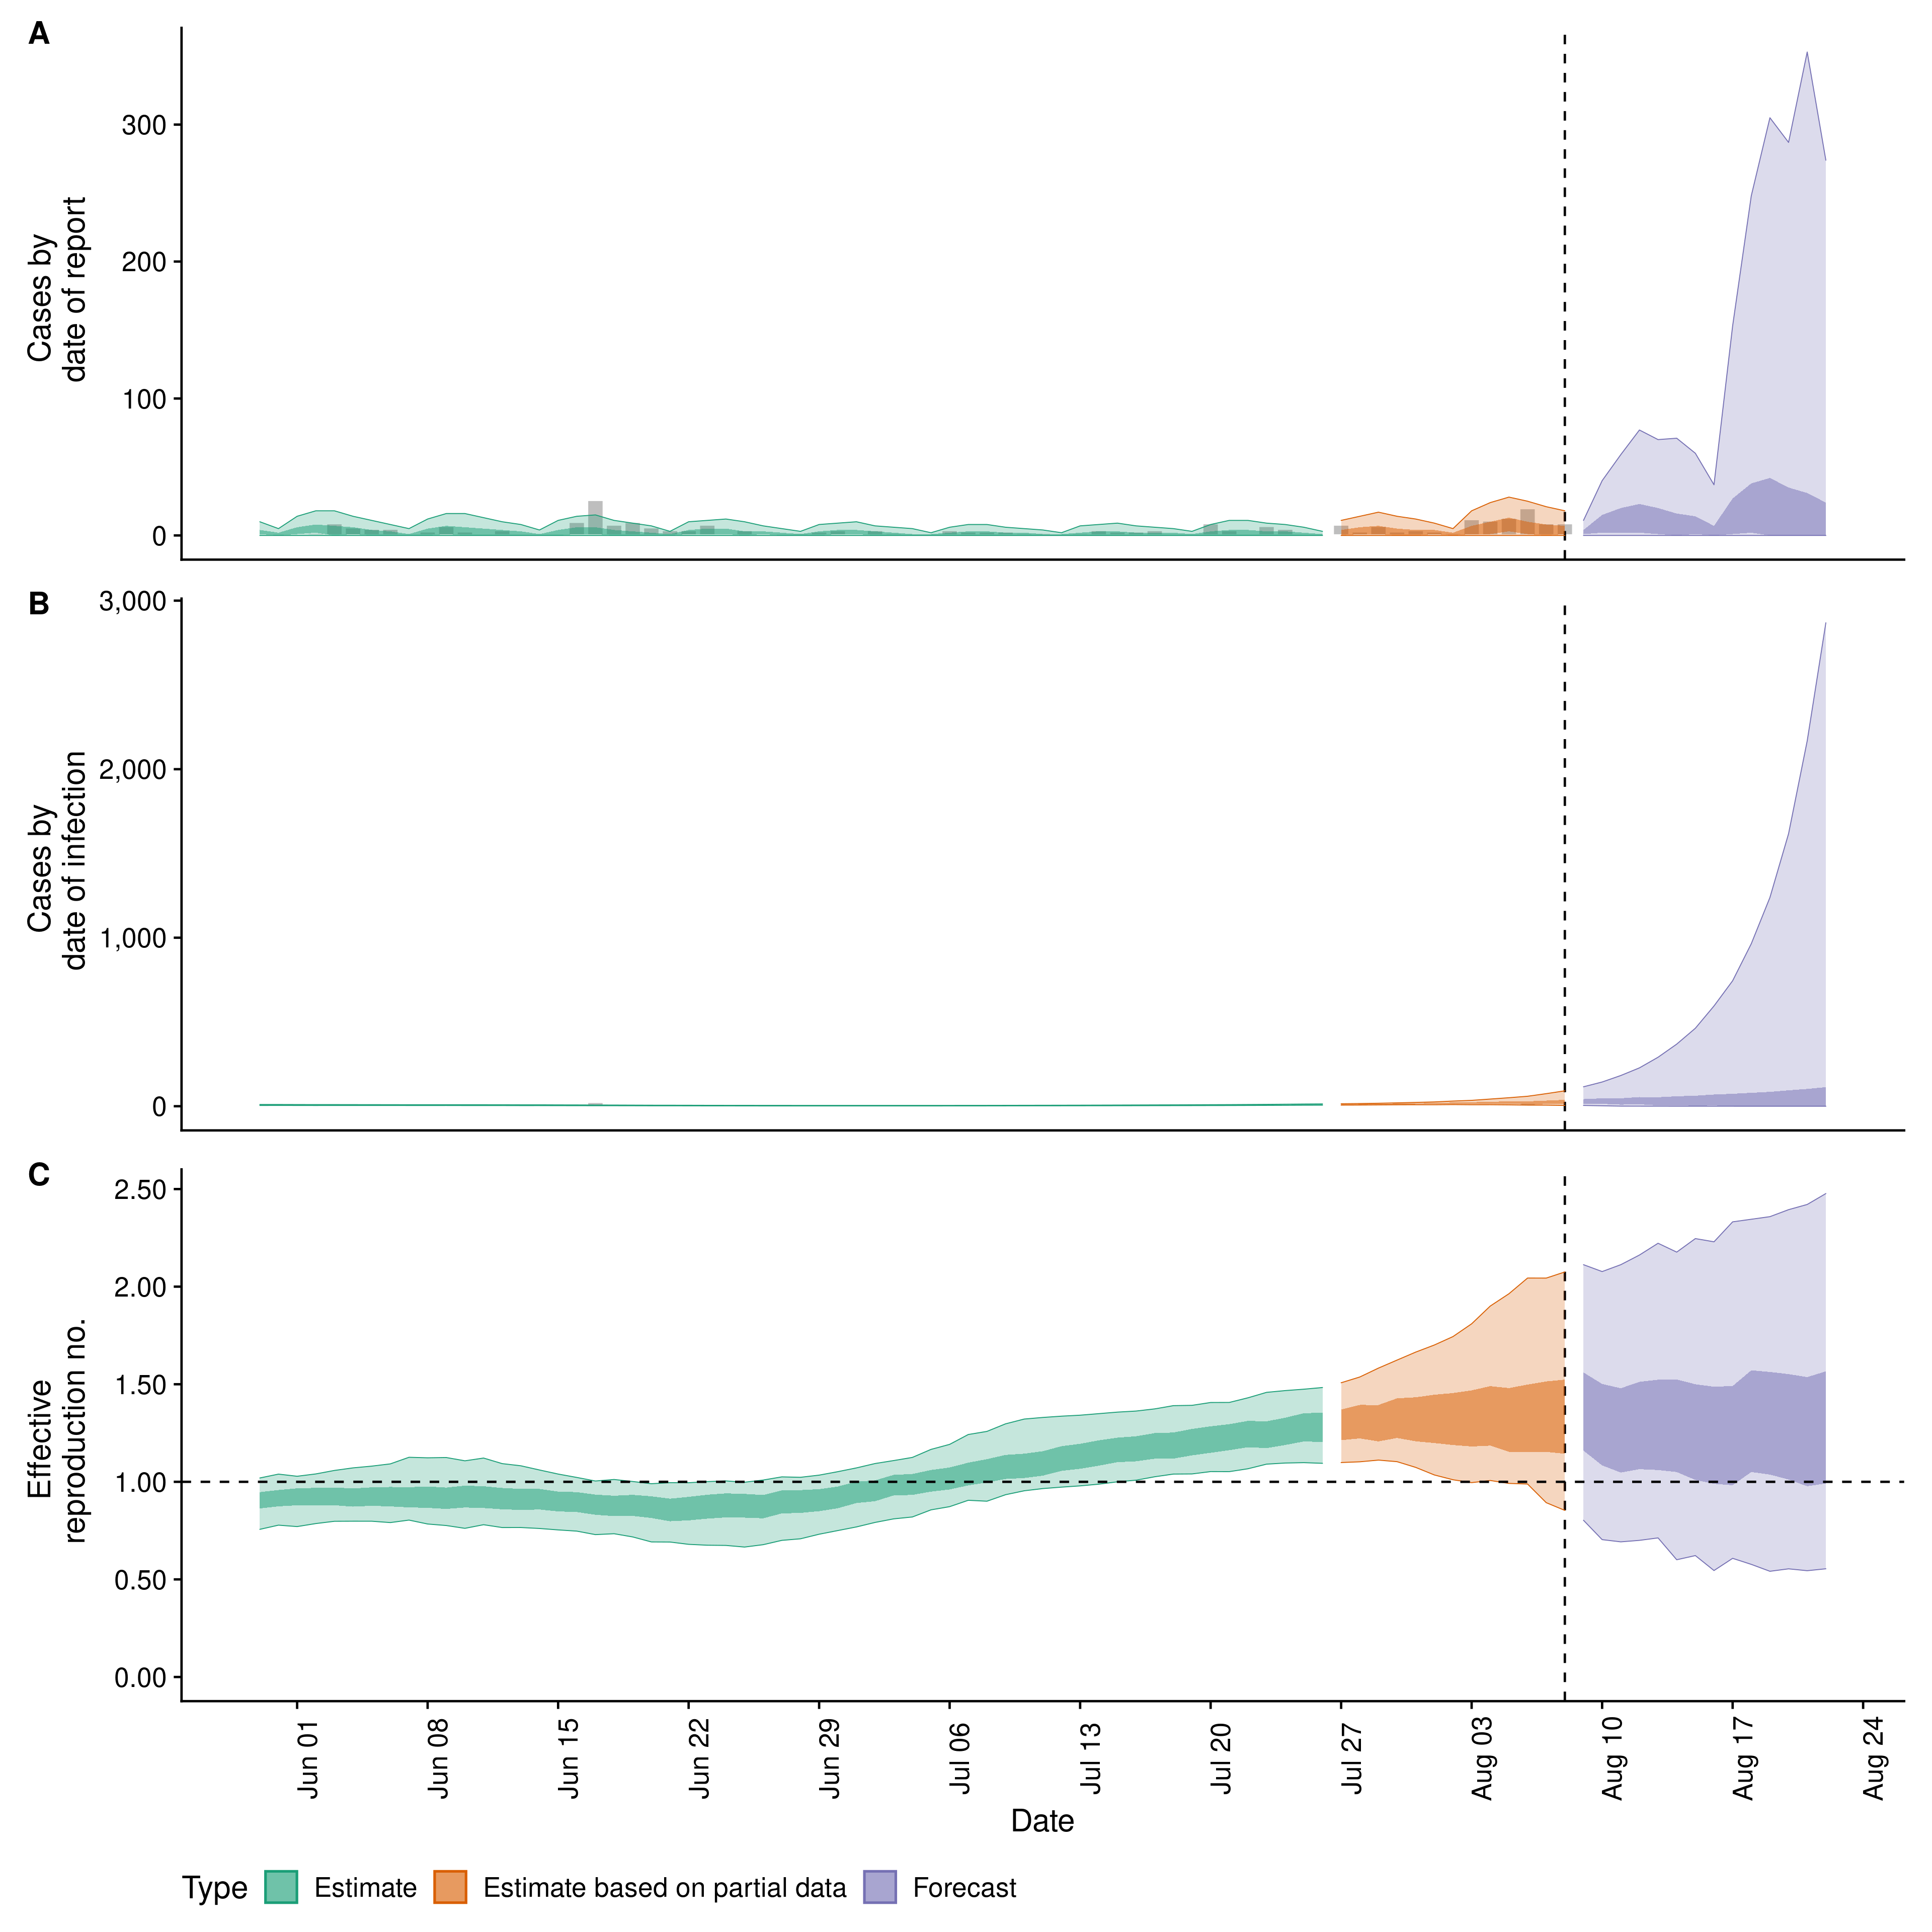 A
Cases by
date of report
300
200
100
0
B
Cases by
date of infection
3,000
2,000
1,000
0
C
Effective
reproduction no.
2.50
2.00
1.50
1.00
0.50
0.00
Jun 01
Jun 08
Jun 15
Jun 22
Jun 29
Jul 06
Jul 13
Jul 20
Jul 27
Aug 03
Aug 10
Aug 17
Aug 24
Date
Type Estimate Estimate based on partial data Forecast